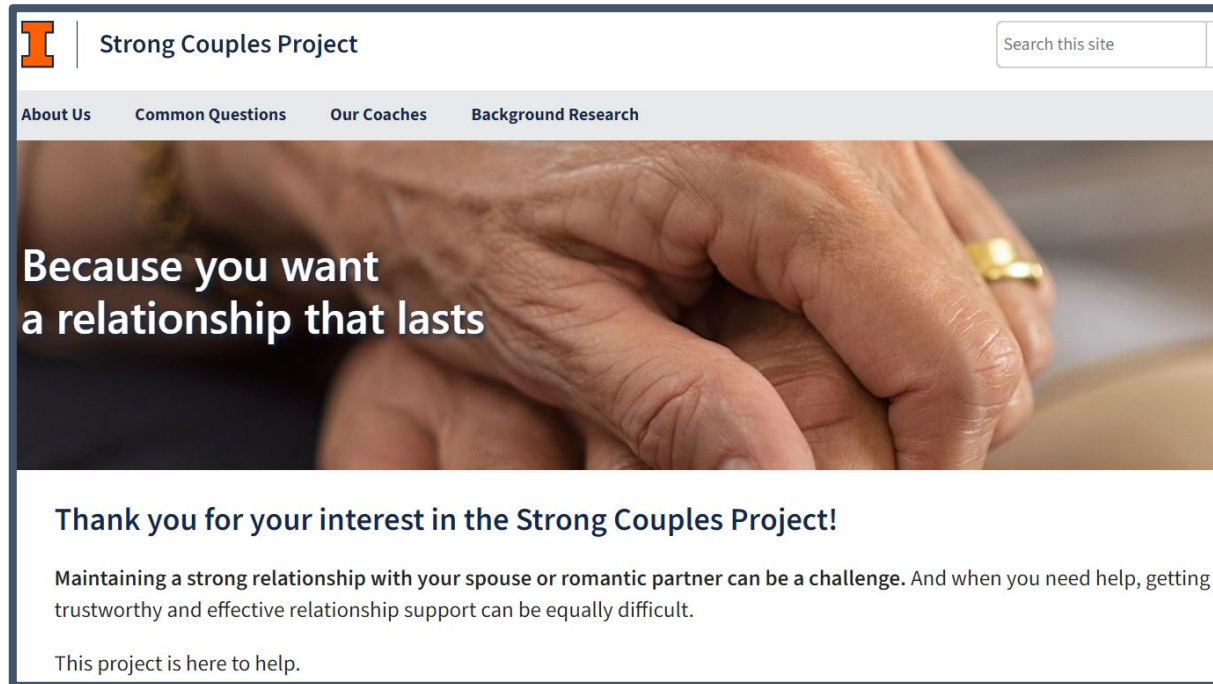 I
Strong Couples Project
Search this site
About Us Common Questions Our Coaches Background Research
Because you want
a relationship that lasts
Thank you for your interest in the Strong Couples Project!
Maintaining a strong relationship with your spouse or romantic partner can be a challenge. And when you need help, getting
trustworthy and effective relationship support can be equally difficult.
This project is here to help.